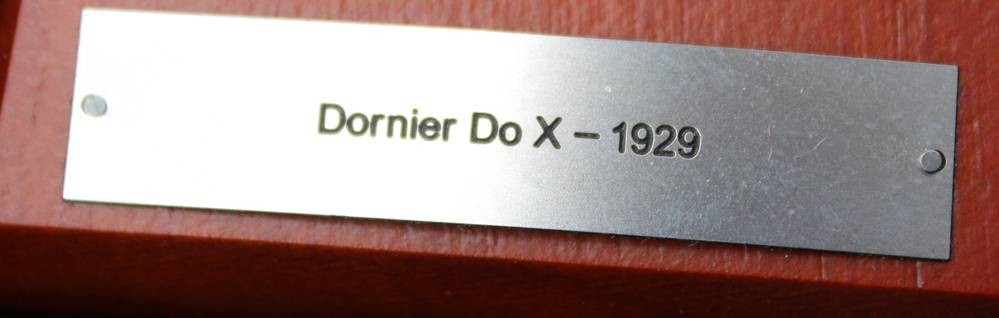 Dornier Do X – 1929